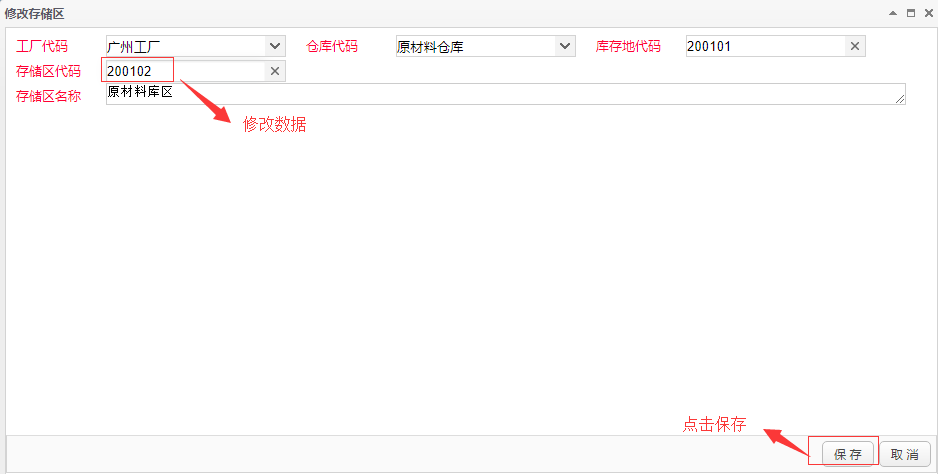 修改存储区
工厂代码 广州工厂 仓库代码 原材料仓库 库存地代码 200101
存储区代码 200102
存储区名称 原材料库区
修改数据
点击保存
保存 取消